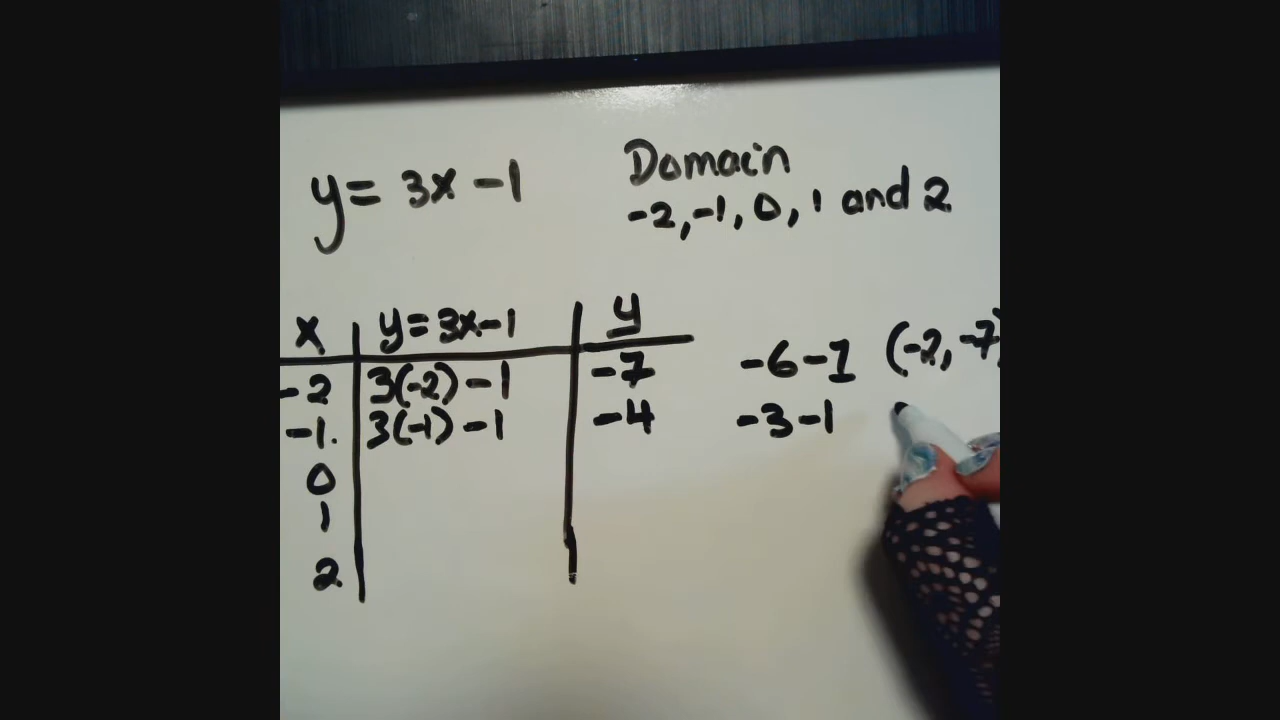 y = 3x - 1
Domain
-2, -1, 0, 1 and 2
x y = 3x - 1 y
-2 3(-2) - 1 -7 -6 - 1 (-2, -7)
-1. 3(-1) - 1 -4 -3 - 1
0
1
2